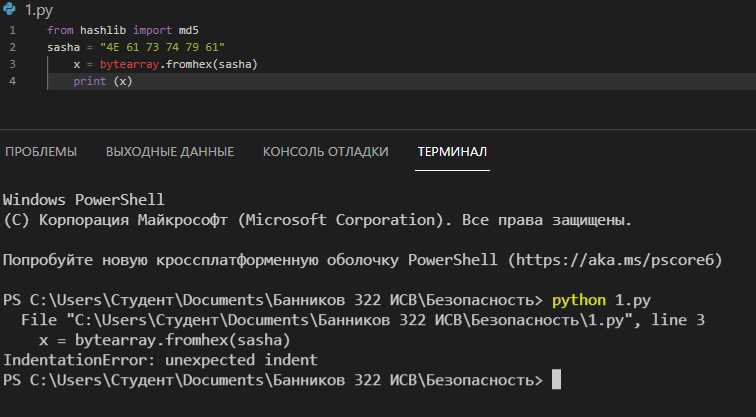 1.py
1 from hashlib import md5
2 sasha = "4E 61 73 74 79 61"
3 x = bytearray.fromhex(sasha)
4 print (x)
ПРОБЛЕМЫ ВЫХОДНЫЕ ДАННЫЕ КОНСОЛЬ ОТЛАДКИ ТЕРМИНАЛ
Windows PowerShell
(C) Корпорация Майкрософт (Microsoft Corporation). Все права защищены.
Попробуйте новую кроссплатформенную оболочку PowerShell (https://aka.ms/pscore6)
PS C:\Users\Студент\Documents\Банников 322 ИСВ\Безопасность> python 1.py
File "C:\Users\Студент\Documents\Банников 322 ИСВ\Безопасность\1.py", line 3
x = bytearray.fromhex(sasha)
IndentationError: unexpected indent
PS C:\Users\Студент\Documents\Банников 322 ИСВ\Безопасность>